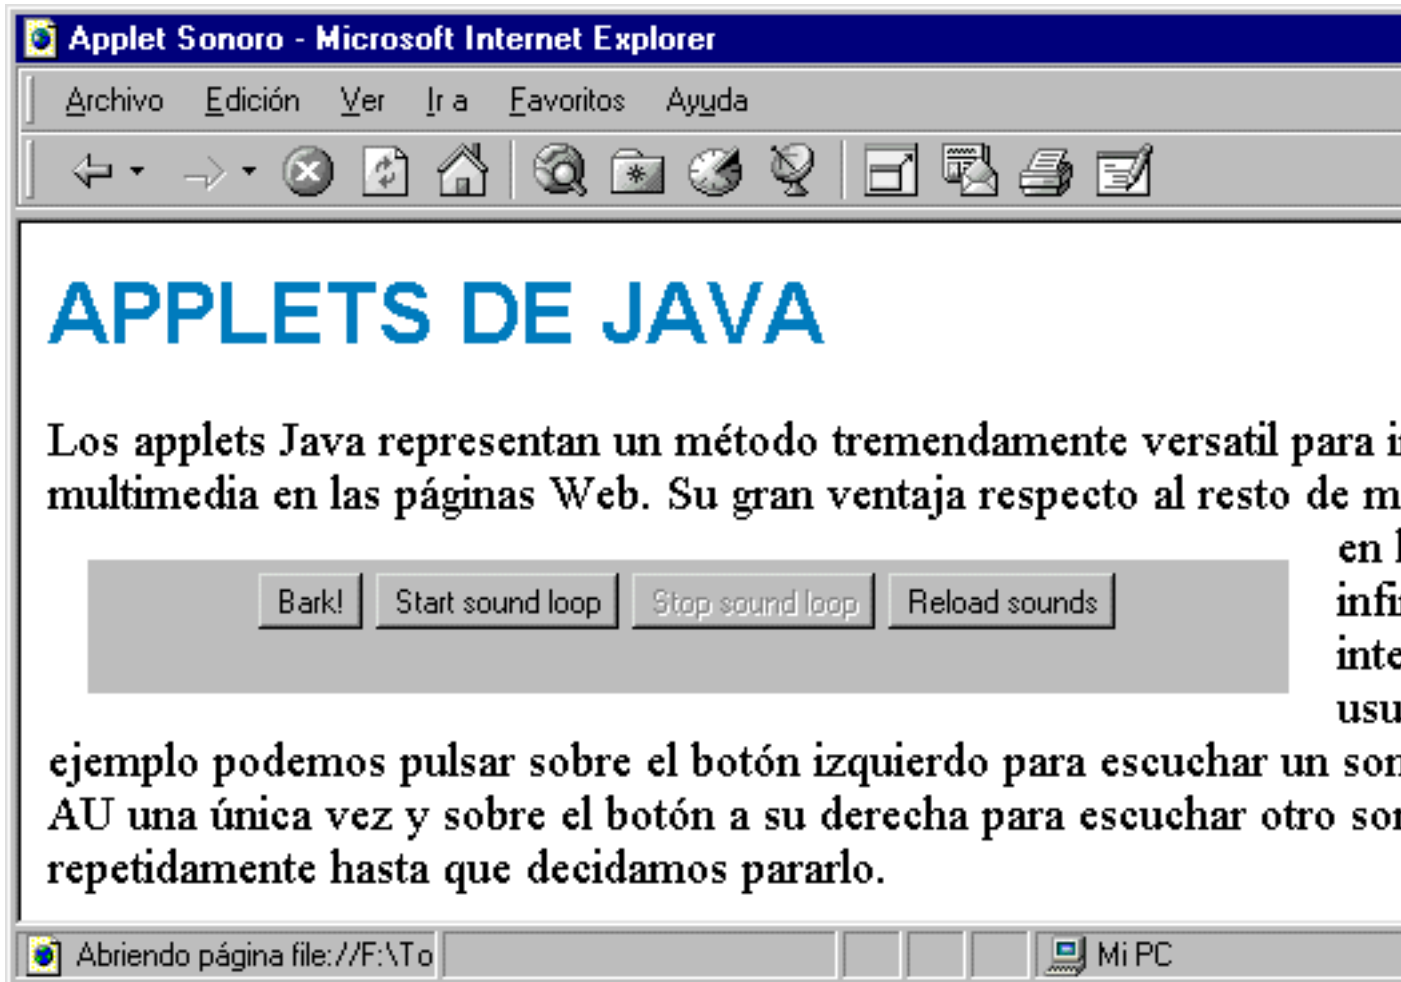 Applet Sonoro - Microsoft Internet Explorer
Archivo Edición Ver Ir a Favoritos Ayuda
APPLETS DE JAVA
Los applets Java representan un método tremendamente versatil para
multimedia en las páginas Web. Su gran ventaja respecto al resto de
en
Bark! Start sound loop Stop sound loop Reload sounds
ejemplo podemos pulsar sobre el botón izquierdo para escuchar un
AU una única vez y sobre el botón a su derecha para escuchar otro
repetidamente hasta que decidamos pararlo.
Abriendo página file://F:\To Mi PC